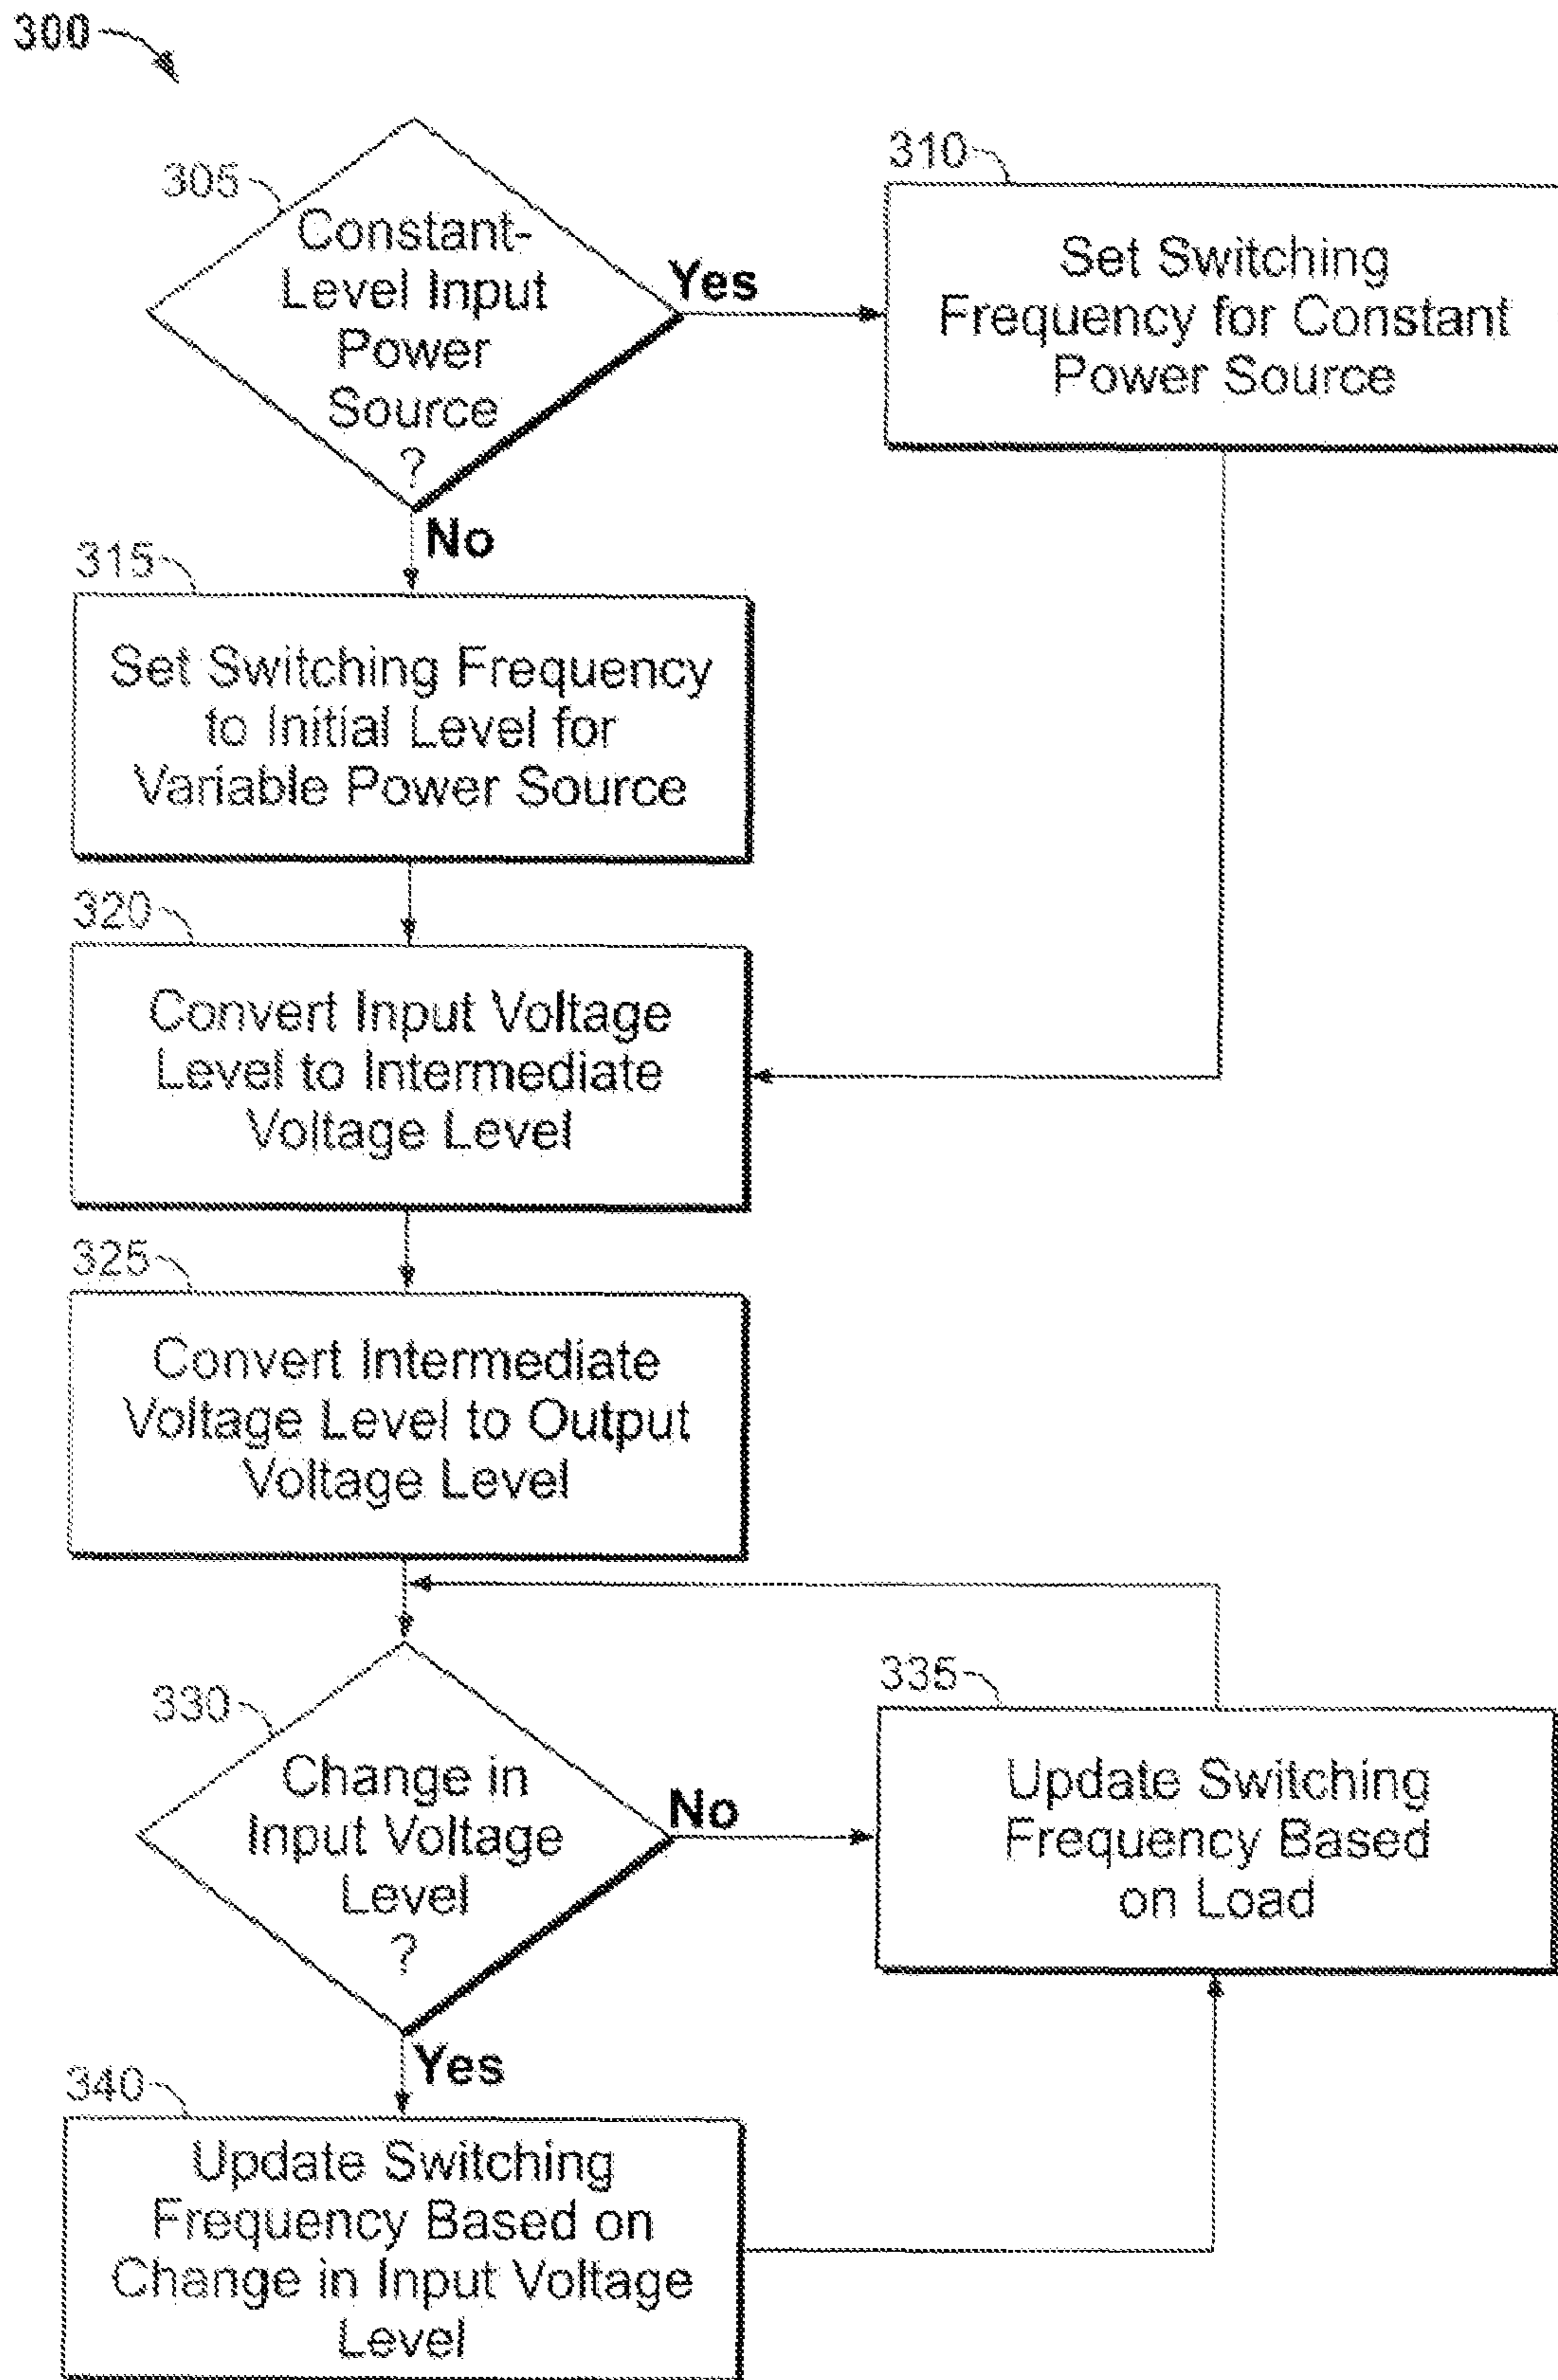 300
305
Constant-
Level Input
Power
Source
?
Yes
310
Set Switching
Frequency for Constant
Power Source
No
315
Set Switching Frequency
to Initial Level for
Variable Power Source
320
Convert Input Voltage
Level to Intermediate
Voltage Level
325
Convert Intermediate
Voltage Level to Output
Voltage Level
330
Change in
Input Voltage
Level
?
No
335
Update Switching
Frequency Based
on Load
Yes
340
Update Switching
Frequency Based on
Change in Input Voltage
Level